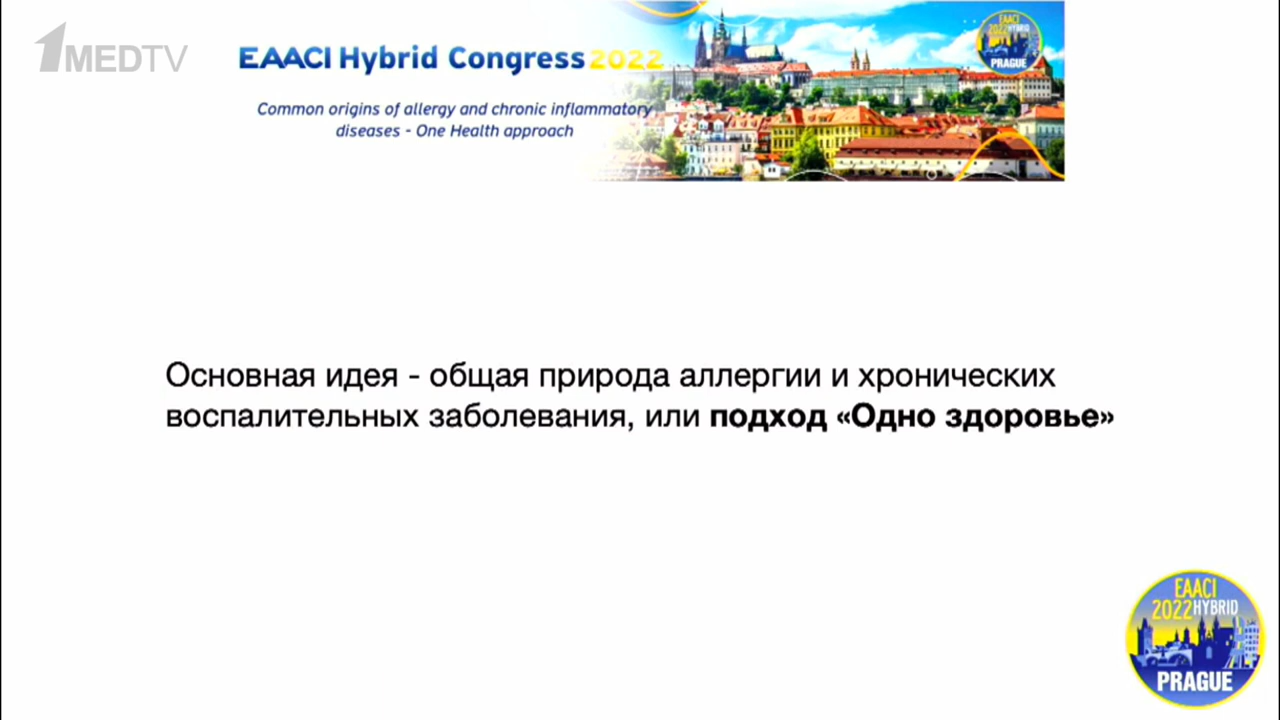 1MEDTV
EAACI Hybrid Congress 2022
Common origins of allergy and chronic inflammatory
diseases - One Health approach
EAACI
2022 HYBRID
PRAGUE
Основная идея - общая природа аллергии и хронических
воспалительных заболевания, или подход «Одно здоровье»
EAACI
2022 HYBRID
PRAGUE